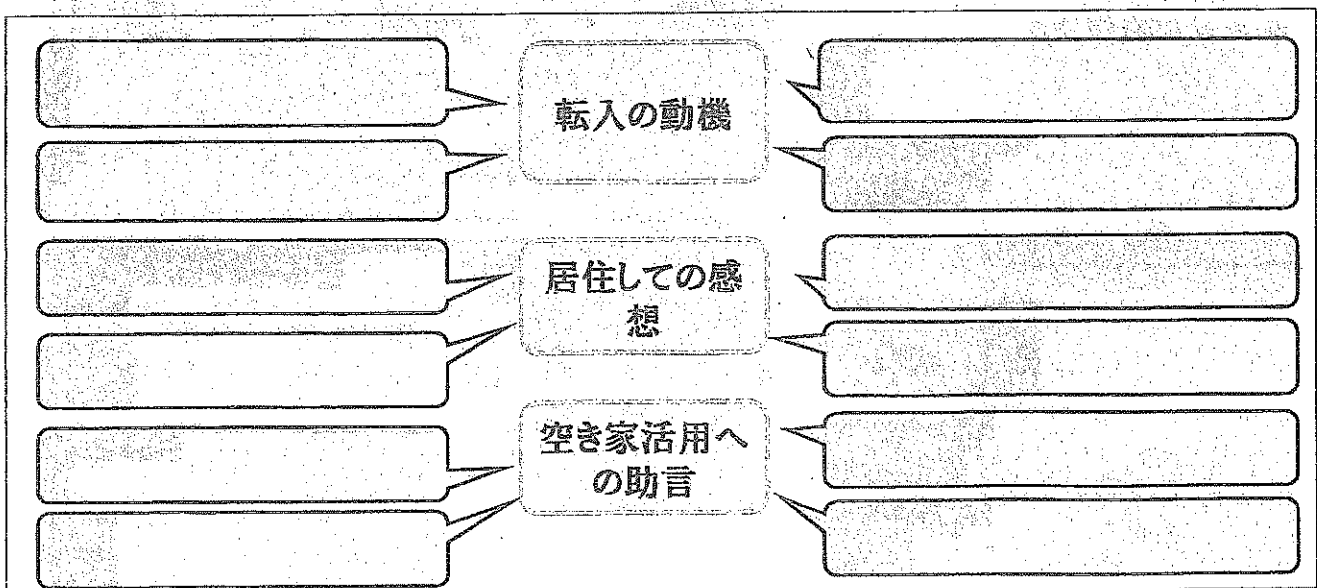 転入の動機
居住しての感
想
空き家活用へ
の助言